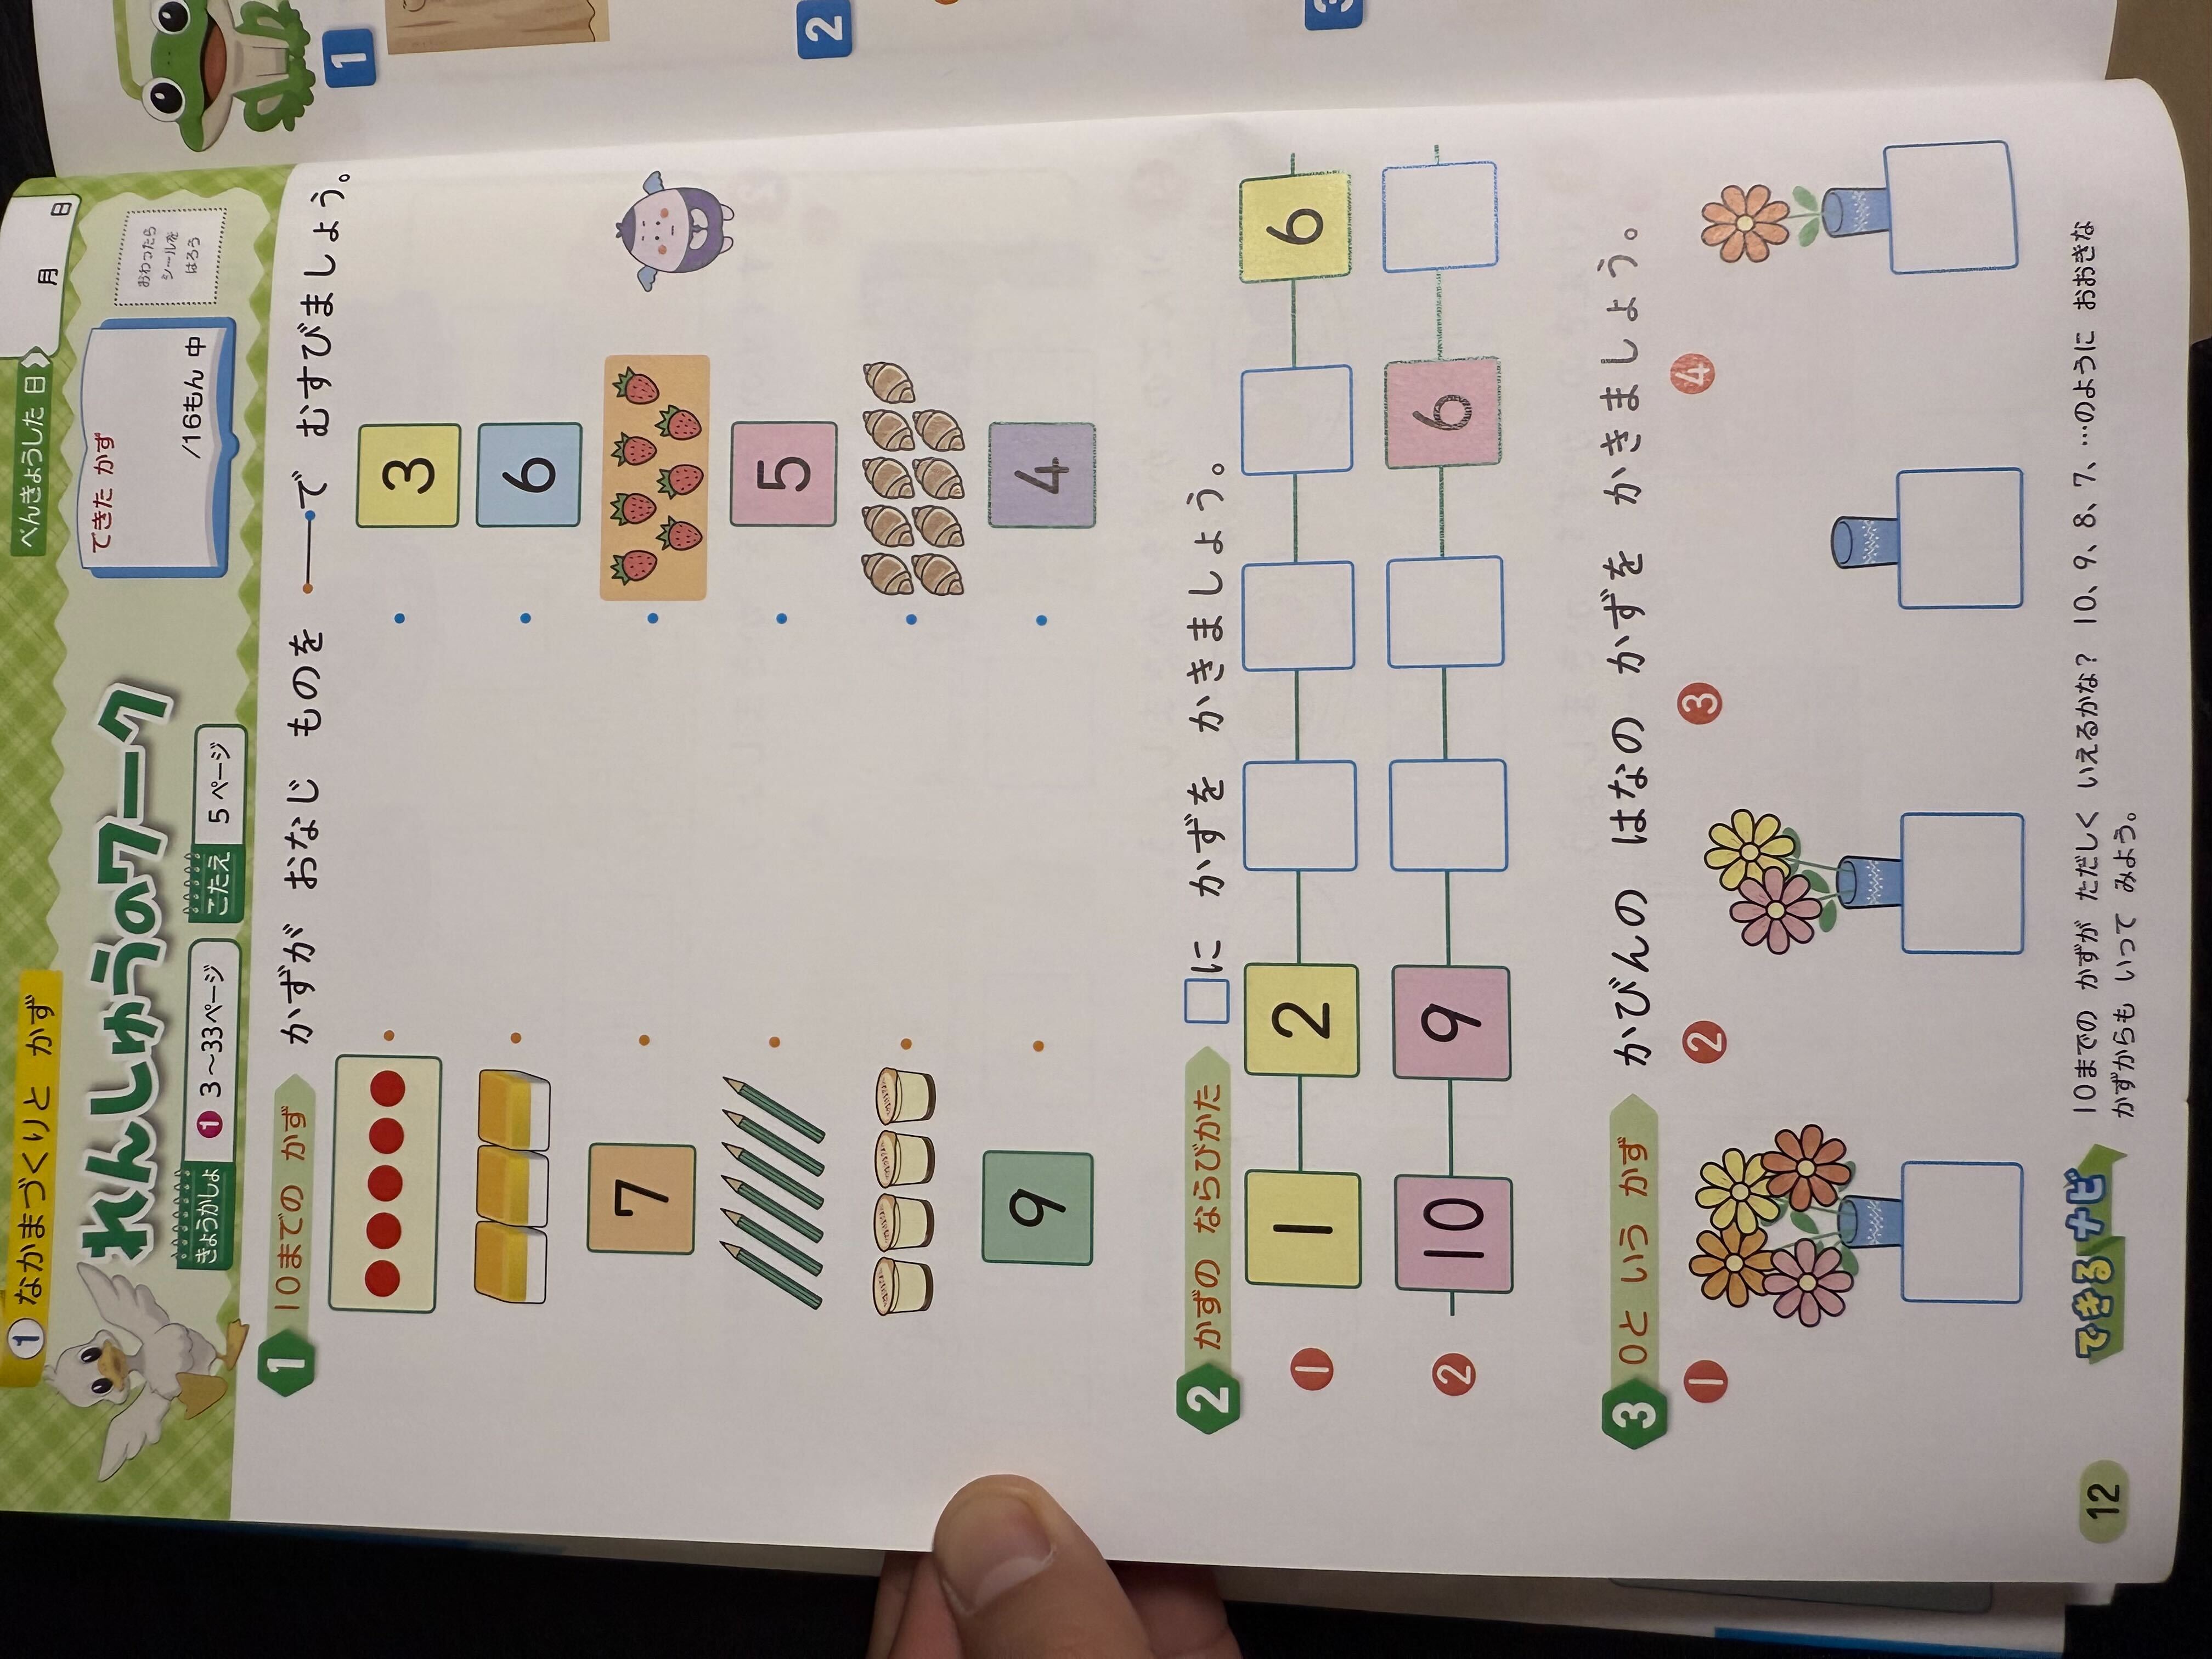 べんきょうした 日
月 日
① なかまづくりと かず
れんしゅうのワーク
きょうかしょ ❶ 3~33ページ
こたえ 5ページ
できた かず
/16もん 中
おわったら
シールを
はろう
1 10までの かず かずが おなじ ものを ──で むすびましょう。
3
6
7
5
9
4
2 かずの ならびかた □に かずを かきましょう。
❶ 1 2 6
❷ 10 9 6
3 0と いう かず かびんの はなの かずを かきましょう。
❶ ❷ ❸ ❹
できるナビ 10までの かずが ただしく いえるかな? 10、9、8、7、…のように おおきな
かずからも いって みよう。
12
1
2
3